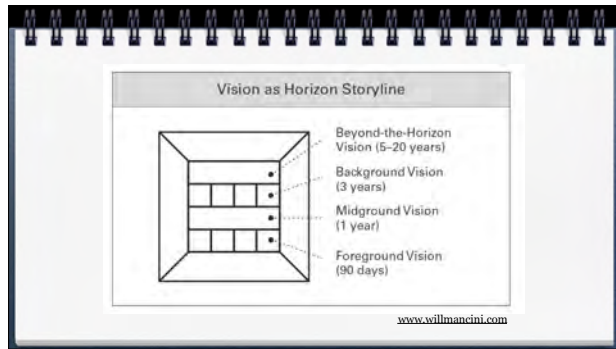 Vision as Horizon Storyline
Beyond-the-Horizon
Vision (5–20 years)
Background Vision
(3 years)
Midground Vision
(1 year)
Foreground Vision
(90 days)
www.willmancini.com